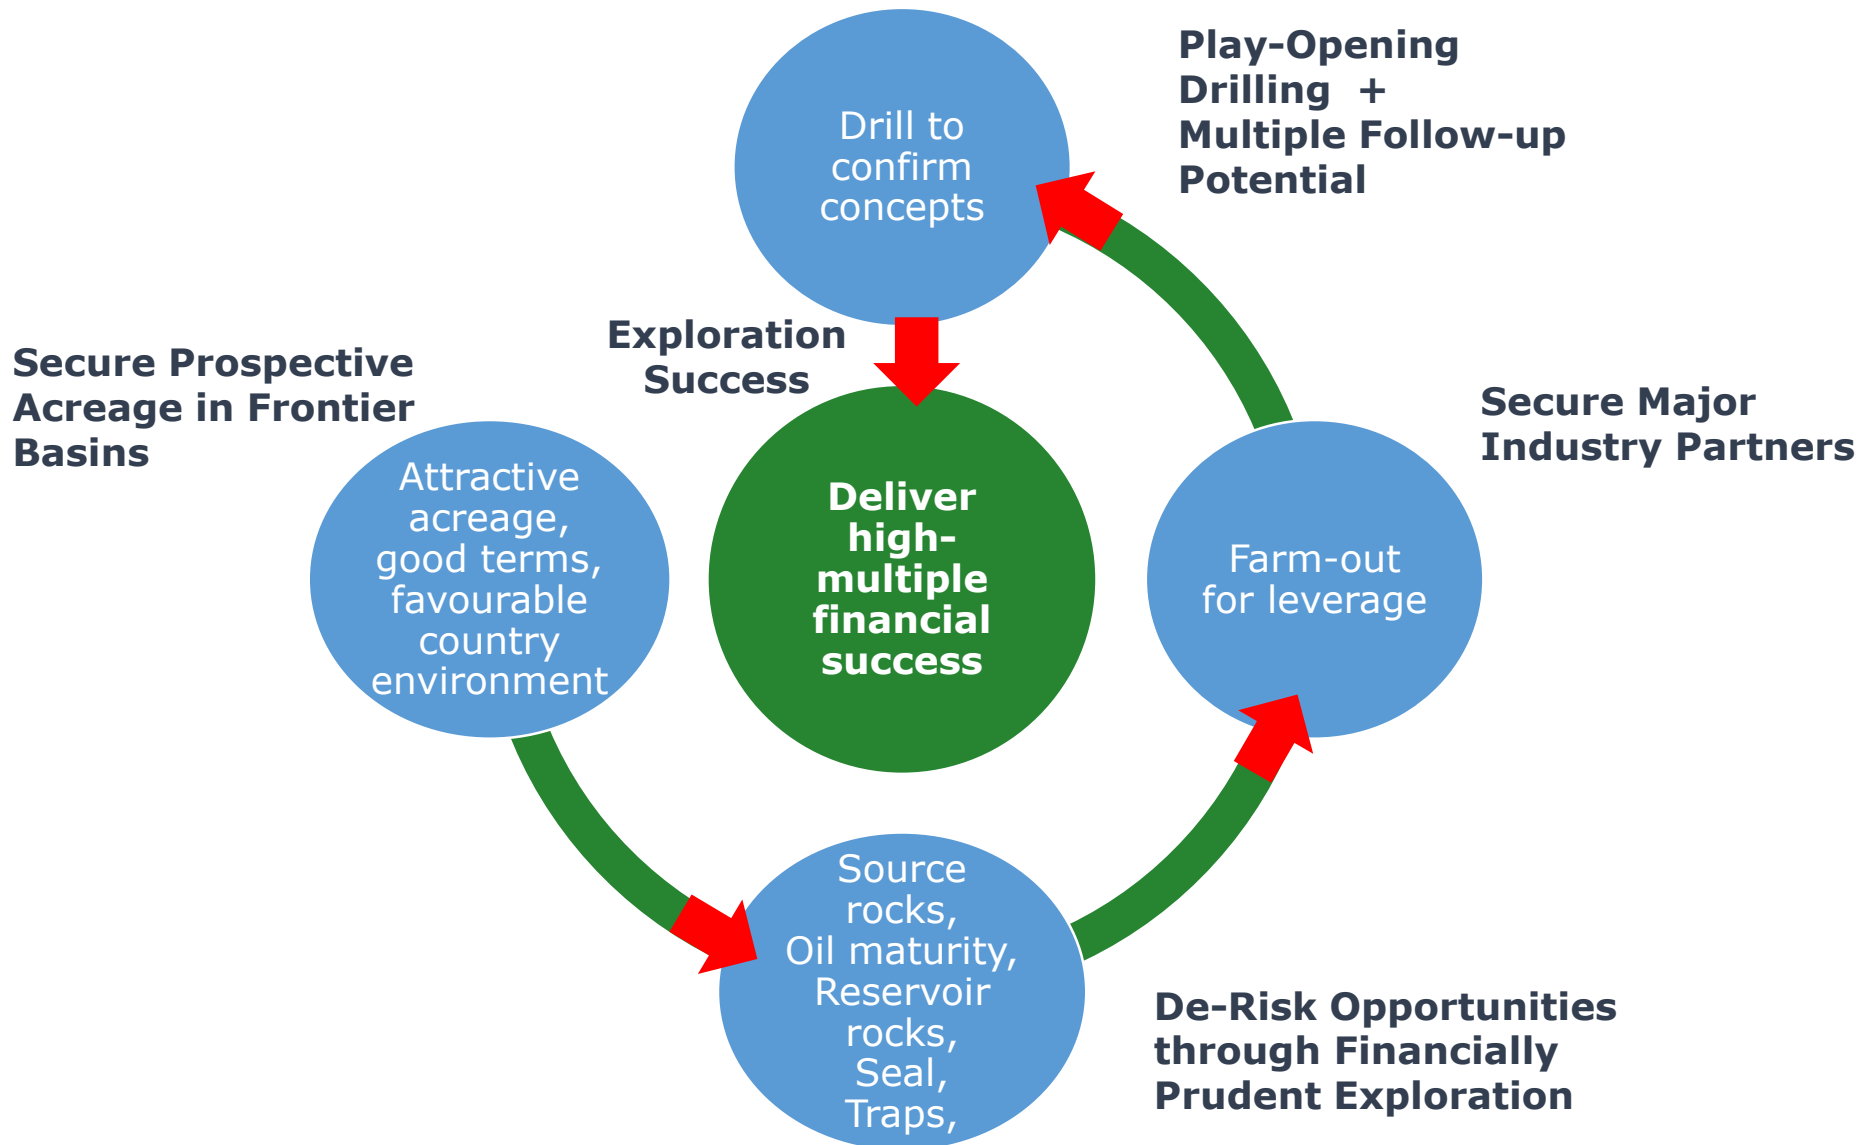 Play-Opening
Drilling +
Multiple Follow-up
Potential
Drill to
confirm
concepts
Exploration
Success
Secure Prospective
Acreage in Frontier
Basins
Attractive
acreage,
good terms,
favourable
country
environment
Deliver
high-
multiple
financial
success
Secure Major
Industry Partners
Farm-out
for leverage
Source
rocks,
Oil maturity,
Reservoir
rocks,
Seal,
Traps,
De-Risk Opportunities
through Financially
Prudent Exploration